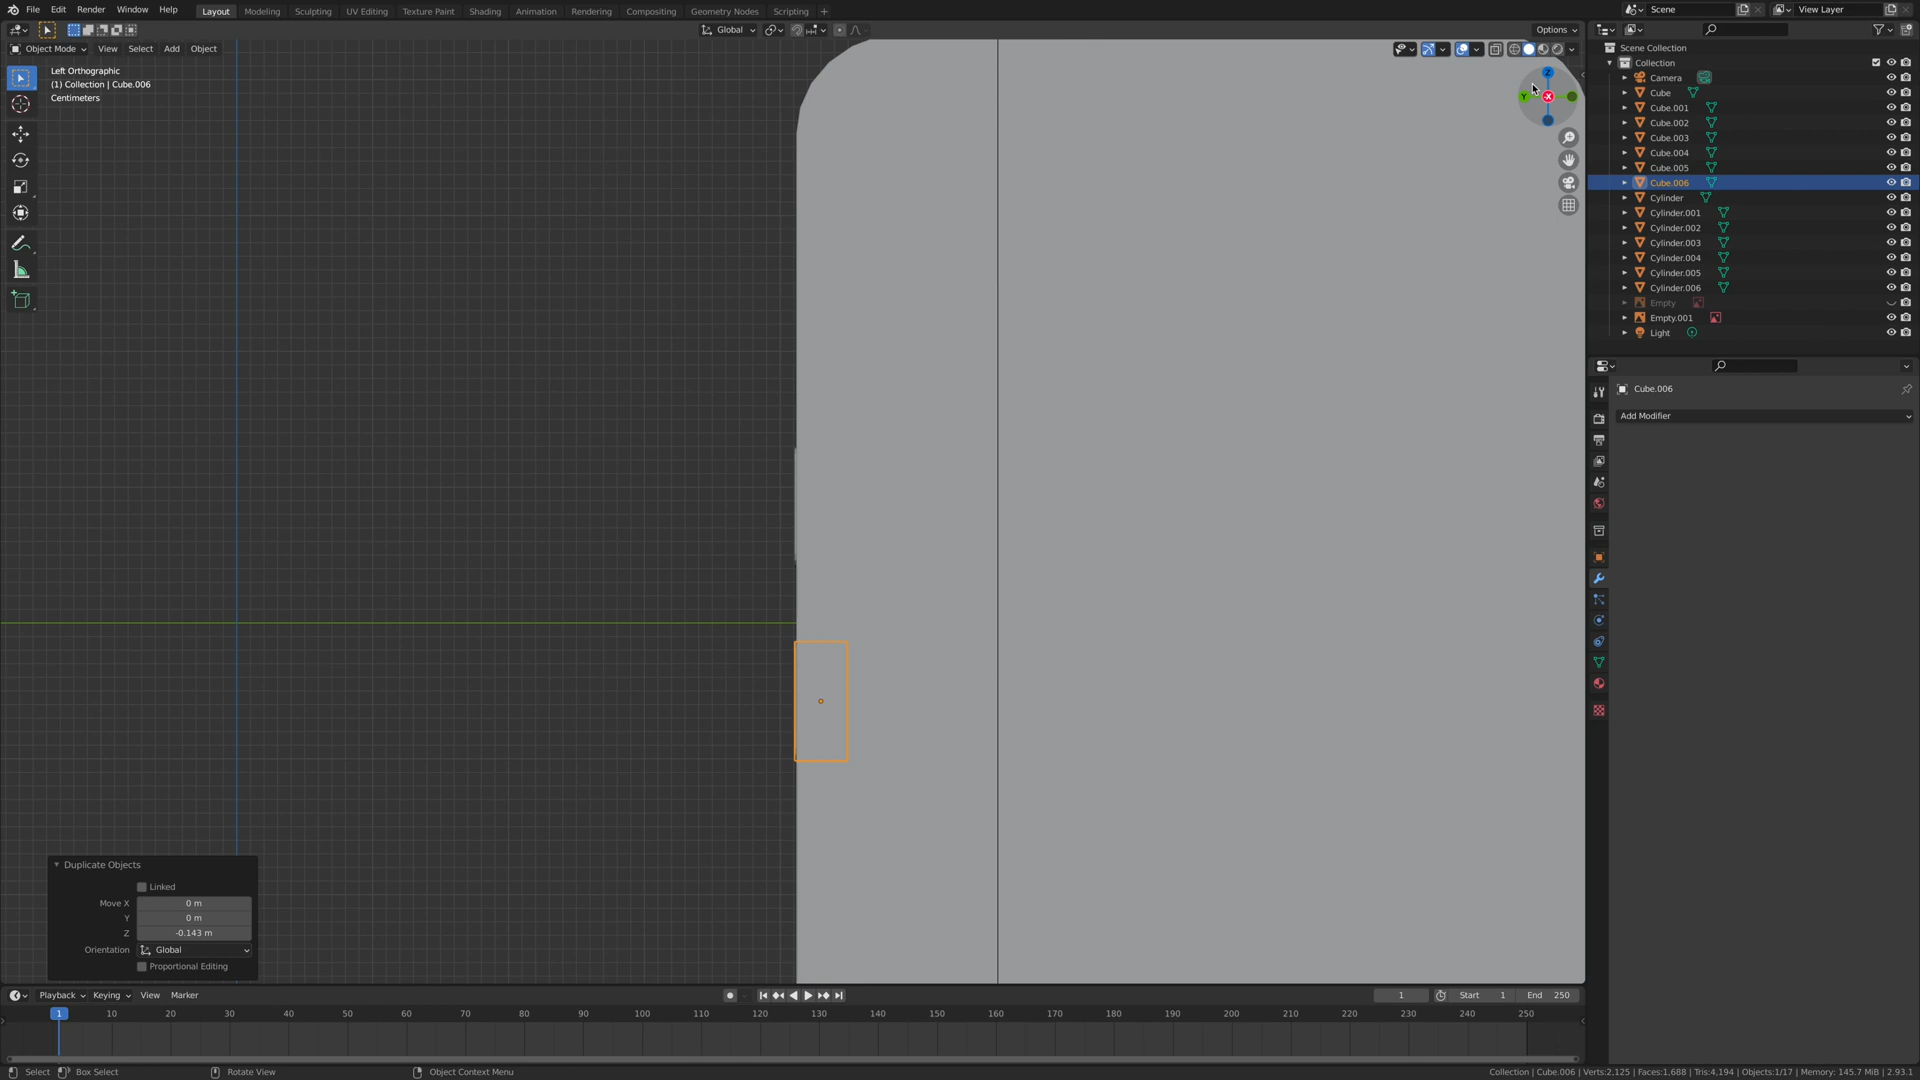 File Edit Render Window Help Layout Modeling Sculpting UV Editing Texture Paint Shading Animation Rendering Compositing Geometry Nodes Scripting + Scene View Layer
Global Options
Object Mode View Select Add Object
Left Orthographic
(1) Collection | Cube.006
Centimeters
Z
Y
-X
Scene Collection
Collection
Camera
Cube
Cube.001
Cube.002
Cube.003
Cube.004
Cube.005
Cube.006
Cylinder
Cylinder.001
Cylinder.002
Cylinder.003
Cylinder.004
Cylinder.005
Cylinder.006
Empty
Empty.001
Light
Cube.006
Add Modifier
Duplicate Objects
Linked
Move X 0 m
Y 0 m
Z -0.143 m
Orientation Global
Proportional Editing
Playback Keying View Marker 1 Start 1 End 250
1 10 20 30 40 50 60 70 80 90 100 110 120 130 140 150 160 170 180 190 200 210 220 230 240 250
Select Box Select Rotate View Object Context Menu Collection | Cube.006 | Verts:2,125 | Faces:1,688 | Tris:4,194 | Objects:1/17 | Memory: 145.7 MiB | 2.93.1